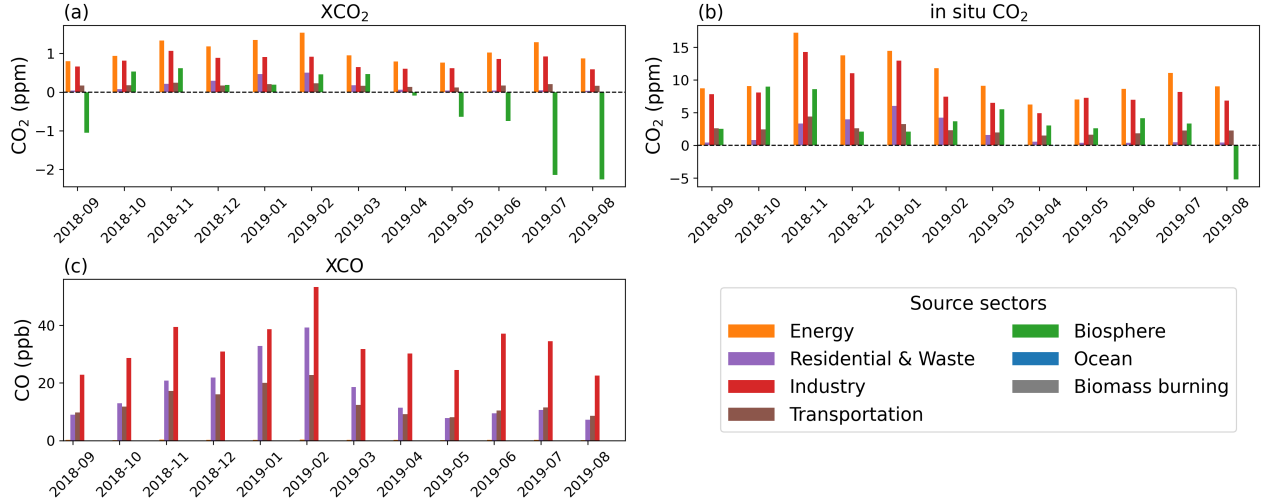 (a) XCO₂
CO₂ (ppm)
1
0
−1
−2
2018-09 2018-10 2018-11 2018-12 2019-01 2019-02 2019-03 2019-04 2019-05 2019-06 2019-07 2019-08
(b) in situ CO₂
CO₂ (ppm)
15
10
5
0
−5
2018-09 2018-10 2018-11 2018-12 2019-01 2019-02 2019-03 2019-04 2019-05 2019-06 2019-07 2019-08
(c) XCO
CO (ppb)
40
20
0
2018-09 2018-10 2018-11 2018-12 2019-01 2019-02 2019-03 2019-04 2019-05 2019-06 2019-07 2019-08
Source sectors
Energy
Residential & Waste
Industry
Transportation
Biosphere
Ocean
Biomass burning